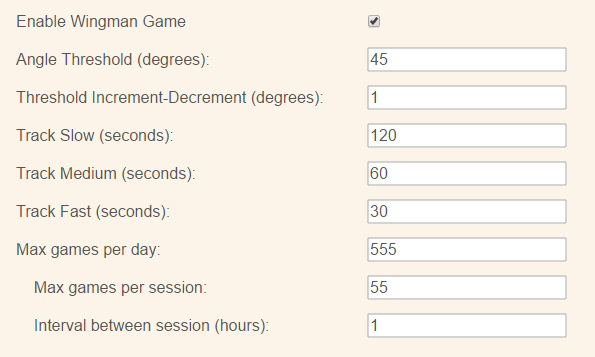 Enable Wingman Game
Angle Threshold (degrees): 45
Threshold Increment-Decrement (degrees): 1
Track Slow (seconds): 120
Track Medium (seconds): 60
Track Fast (seconds): 30
Max games per day: 555
Max games per session: 55
Interval between session (hours): 1